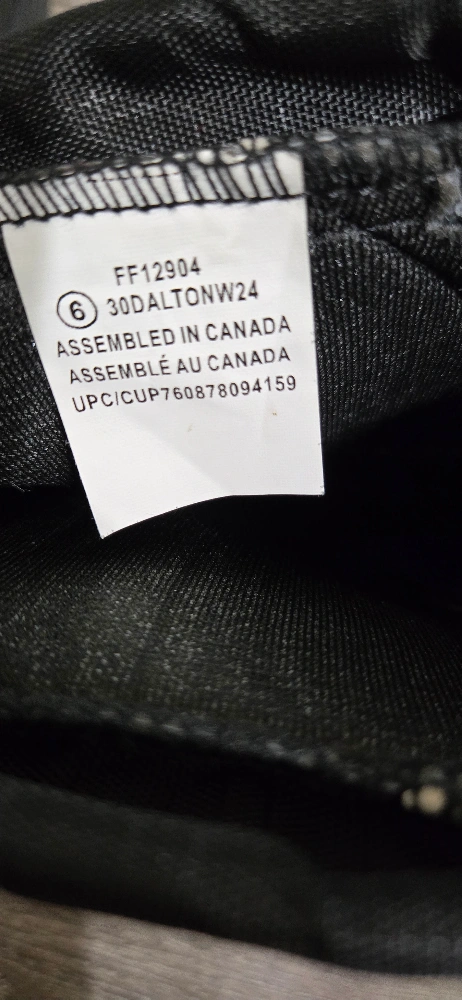 FF12904
6 30DALTONW24
ASSEMBLED IN CANADA
ASSEMBLÉ AU CANADA
UPC/CUP760878094159